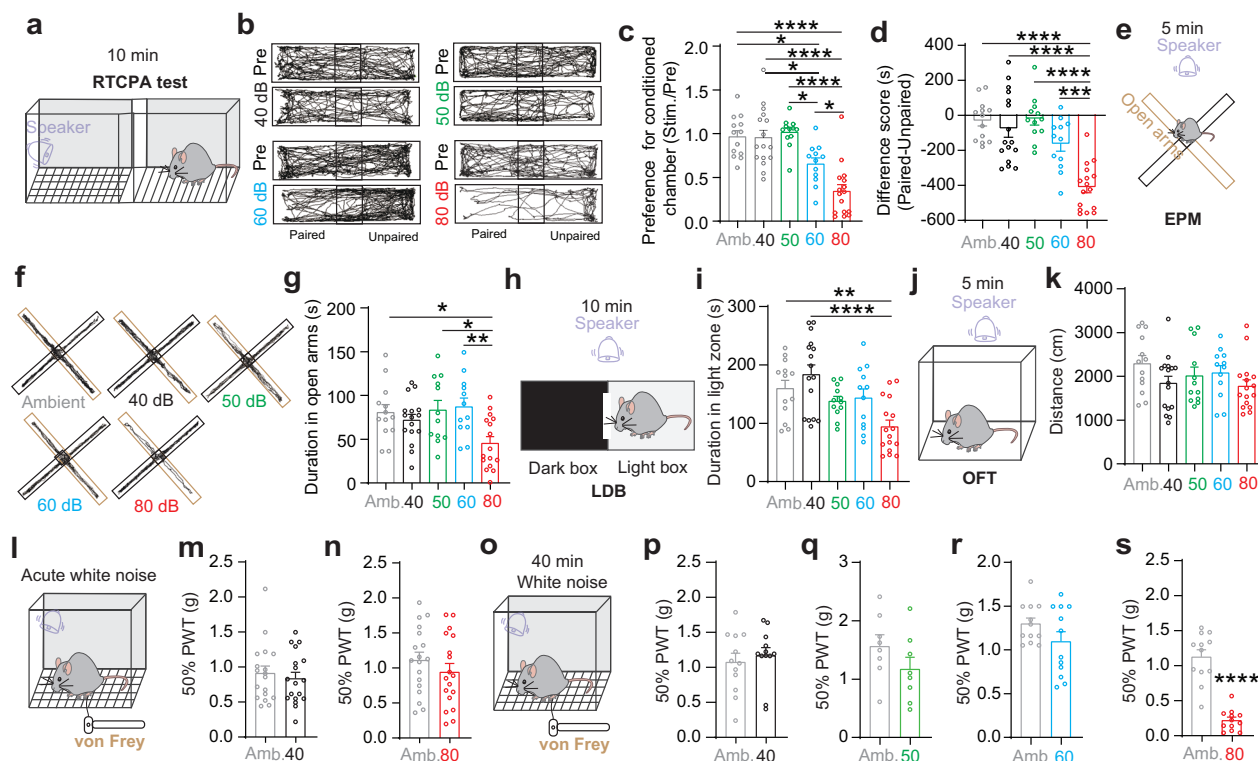 a
10 min
RTCPA test
Speaker
b
40 dB Pre
50 dB Pre
60 dB Pre
80 dB Pre
Paired Unpaired Paired Unpaired
c
Preference for conditioned
chamber (Stim./Pre)
2.0
1.5
1.0
0.5
0.0
****
*
****
*
****
*
*
Amb. 40 50 60 80
d
Difference score (s)
(Paired-Unpaired)
400
200
0
-200
-400
-600
****
****
****
***
Amb. 40 50 60 80
e
5 min
Speaker
Open arms
EPM
f
Ambient
40 dB
50 dB
60 dB
80 dB
g
Duration in open arms (s)
200
150
100
50
0
*
*
**
Amb. 40 50 60 80
h
10 min
Speaker
Dark box Light box
LDB
i
Duration in light zone (s)
300
200
100
0
**
****
Amb. 40 50 60 80
j
5 min
Speaker
OFT
k
Distance (cm)
4000
3000
2000
1000
0
Amb. 40 50 60 80
l
Acute white noise
von Frey
m
50% PWT (g)
2.5
2.0
1.5
1.0
0.5
0.0
Amb. 40
n
50% PWT (g)
2.5
2.0
1.5
1.0
0.5
0.0
Amb. 80
o
40 min
White noise
von Frey
p
50% PWT (g)
2.5
2.0
1.5
1.0
0.5
0.0
Amb. 40
q
50% PWT (g)
3
2
1
0
Amb. 50
r
50% PWT (g)
2.0
1.5
1.0
0.5
0.0
Amb. 60
s
50% PWT (g)
2.5
2.0
1.5
1.0
0.5
0.0
****
Amb. 80